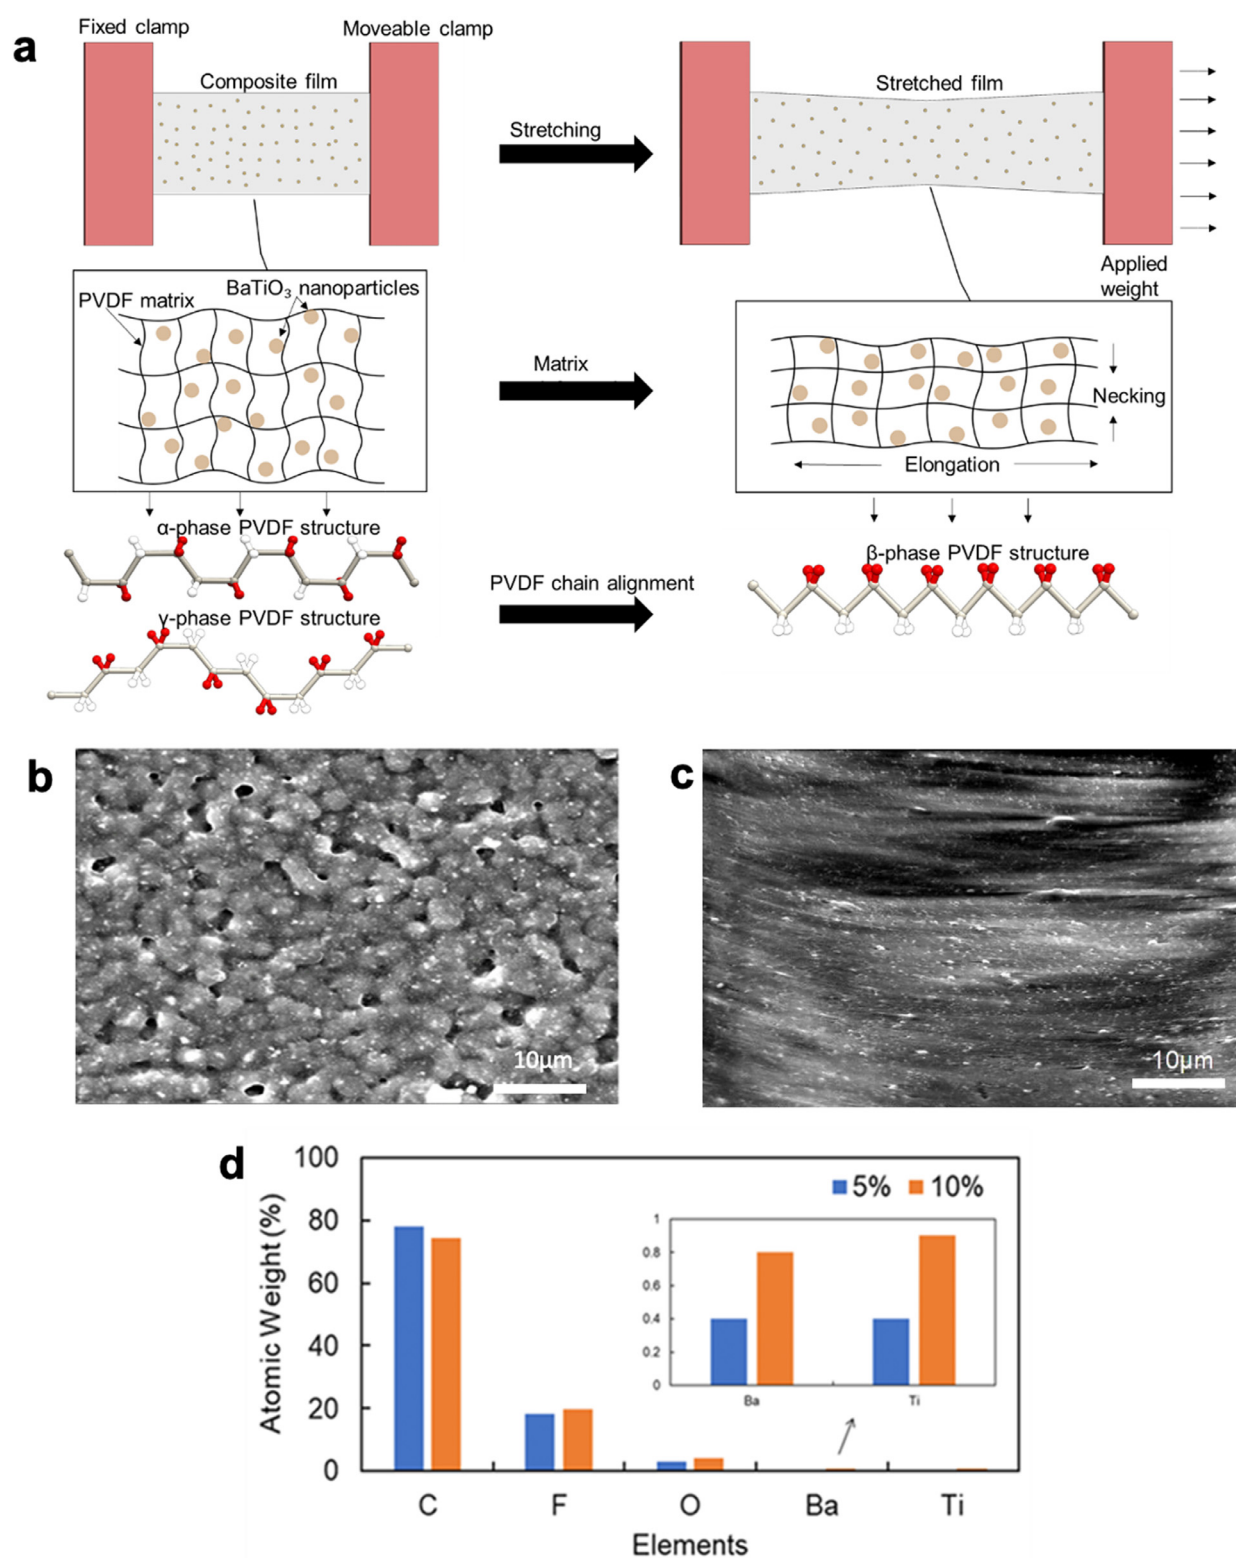 a
Fixed clamp
Moveable clamp
Composite film
Stretching
Stretched film
Applied
weight
PVDF matrix
BaTiO3 nanoparticles
Matrix
Necking
Elongation
α-phase PVDF structure
γ-phase PVDF structure
PVDF chain alignment
β-phase PVDF structure
b
10μm
c
10μm
d
Atomic Weight (%)
100
80
60
40
20
0
5%
10%
1
0.8
0.6
0.4
0.2
0
Ba
Ti
C
F
O
Ba
Ti
Elements